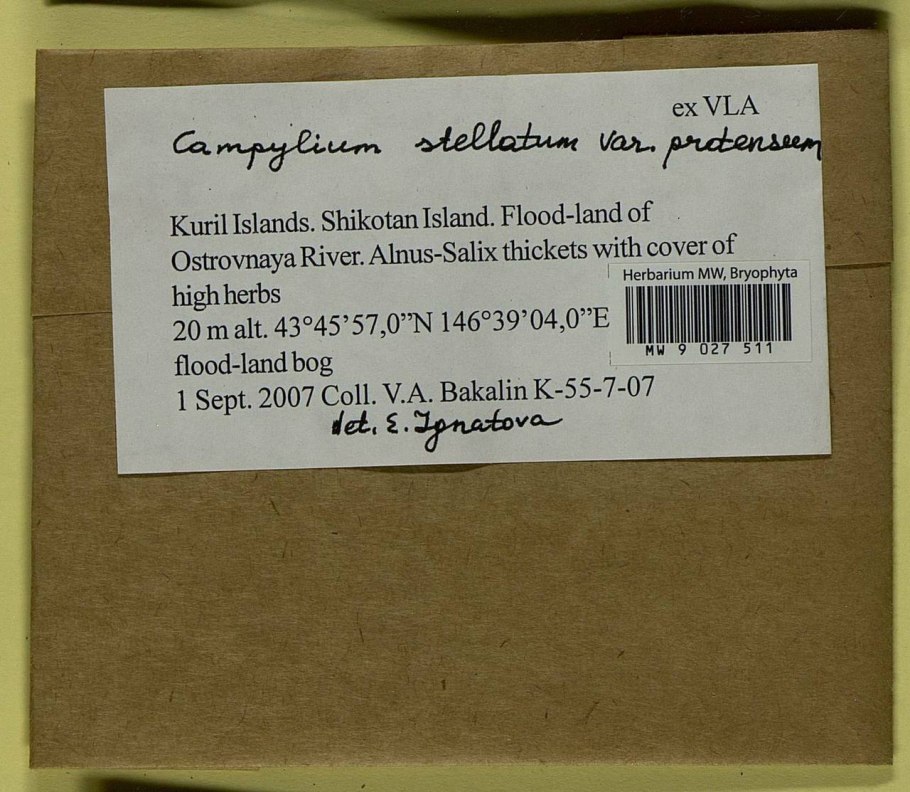 ex VLA
Campylium stellatum var. protensum
Kuril Islands. Shikotan Island. Flood-land of
Ostrovnaya River. Alnus-Salix thickets with cover of
high herbs
Herbarium MW, Bryophyta
20 m alt. 43°45’57,0”N 146°39’04,0”E
MW 9 027 511
flood-land bog
1 Sept. 2007 Coll. V.A. Bakalin K-55-7-07
det. E. Ignatova